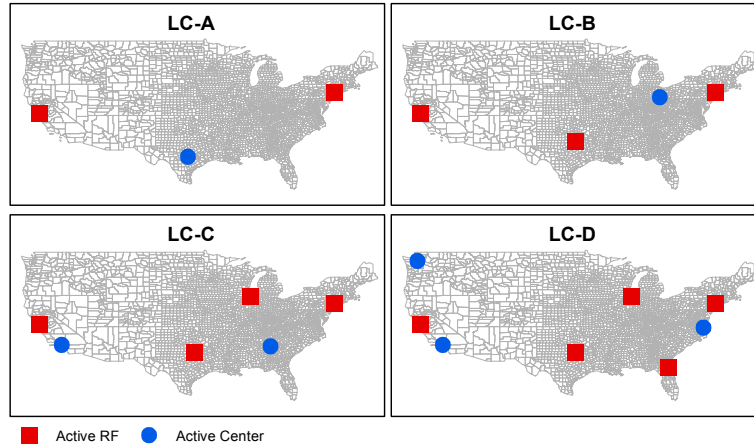 LC-A
LC-B
LC-C
LC-D
Active RF
Active Center